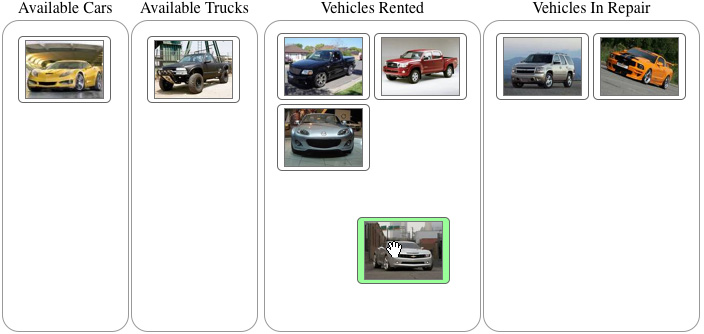 Available Cars
Available Trucks
Vehicles Rented
Vehicles In Repair